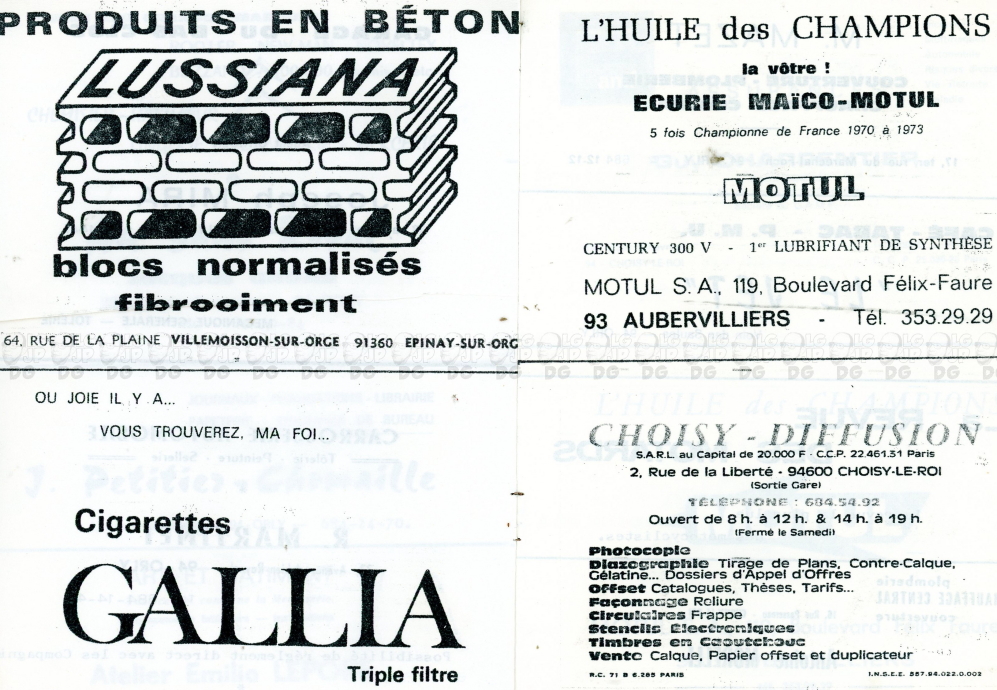 PRODUITS EN BÉTON
LUSSIANA
blocs normalisés
fibrooiment
64, RUE DE LA PLAINE VILLEMOISSON-SUR-ORGE 91360 EPINAY-SUR-ORG
OU JOIE IL Y A...
VOUS TROUVEREZ, MA FOI...
Cigarettes
GALLIA
Triple filtre
L'HUILE des CHAMPIONS
la vôtre !
ECURIE MAïCO-MOTUL
5 fois Championne de France 1970 à 1973
MOTUL
CENTURY 300 V - 1er LUBRIFIANT DE SYNTHÈSE
MOTUL S.A., 119, Boulevard Félix-Faure
93 AUBERVILLIERS - Tél. 353.29.29
CHOISY - DIFFUSION
S.A.R.L. au Capital de 20.000 F - C.C.P. 22.461.31 Paris
2, Rue de la Liberté - 94600 CHOISY-LE-ROI
(Sortie Gare)
TÉLÉPHONE : 684.54.92
Ouvert de 8 h. à 12 h. & 14 h. à 19 h.
(Fermé le Samedi)
Photocopie
Diazographie Tirage de Plans, Contre-Calque,
Gélatine... Dossiers d'Appel d'Offres
Offset Catalogues, Thèses, Tarifs...
Façonnage Reliure
Circulaires Frappe
Stencils Electroniques
Timbres en Caoutchouc
Vente Calque, Papier offset et duplicateur
R.C. 71 B 6.285 PARIS I.N.S.E.E. 887.94.022.0.002